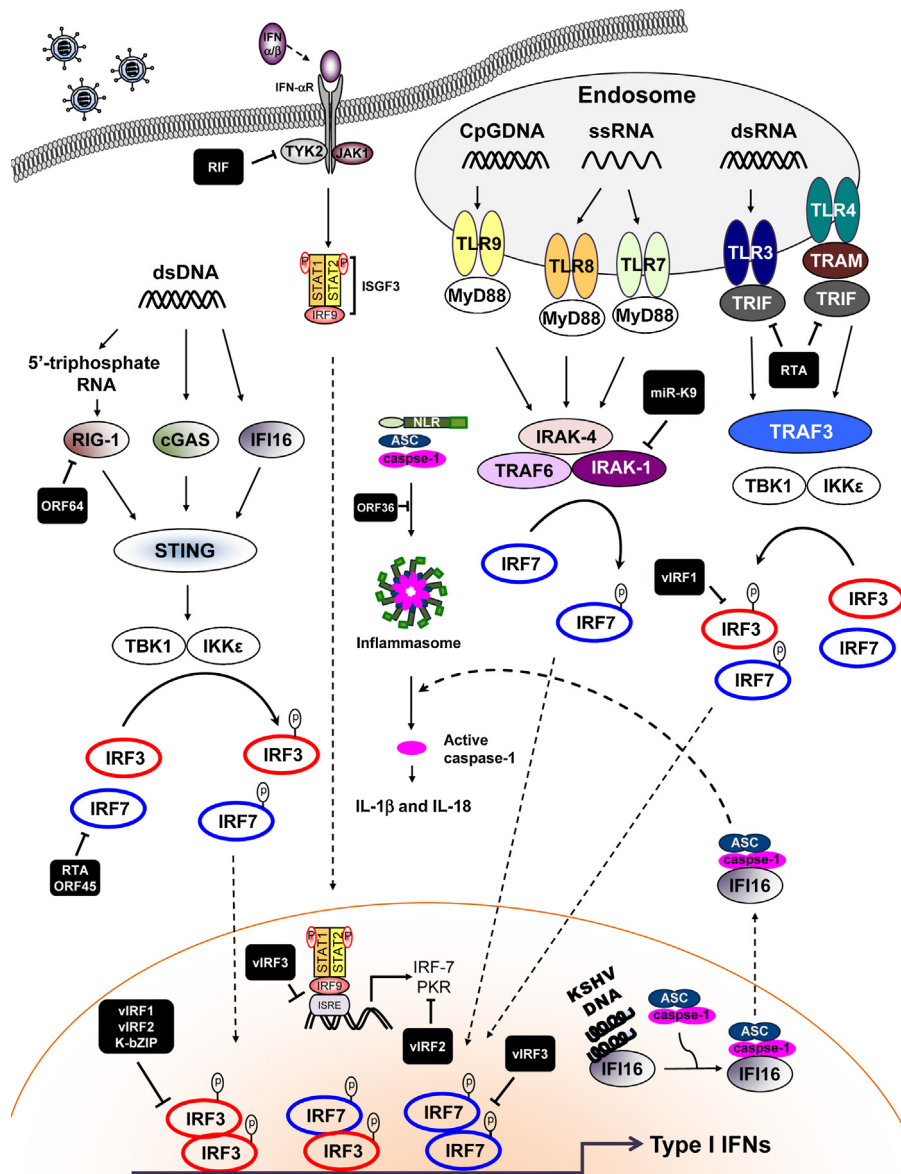 IFN
α/β
IFN-αR
TYK2
JAK1
RIF
Endosome
CpGDNA
ssRNA
dsRNA
TLR9
MyD88
TLR8
MyD88
TLR7
MyD88
TLR3
TRIF
TLR4
TRAM
TRIF
RTA
P
STAT1
STAT2
P
IRF9
ISGF3
dsDNA
5’-triphosphate
RNA
RIG-1
cGAS
IFI16
ORF64
STING
TBK1
IKKε
IRF3
IRF7
P
IRF3
P
IRF7
RTA
ORF45
NLR
ASC
caspse-1
ORF36
Inflammasome
Active
caspase-1
IL-1β and IL-18
miR-K9
IRAK-4
TRAF6
IRAK-1
IRF7
P
IRF7
TRAF3
TBK1
IKKε
vIRF1
P
IRF3
P
IRF7
IRF3
IRF7
ASC
caspse-1
IFI16
vIRF3
P
STAT1
STAT2
P
IRF9
ISRE
IRF-7
PKR
vIRF2
vIRF1
vIRF2
K-bZIP
P
IRF3
P
IRF3
P
IRF7
P
IRF3
P
IRF7
P
IRF7
vIRF3
KSHV
DNA
IFI16
ASC
caspse-1
ASC
caspse-1
IFI16
Type I IFNs